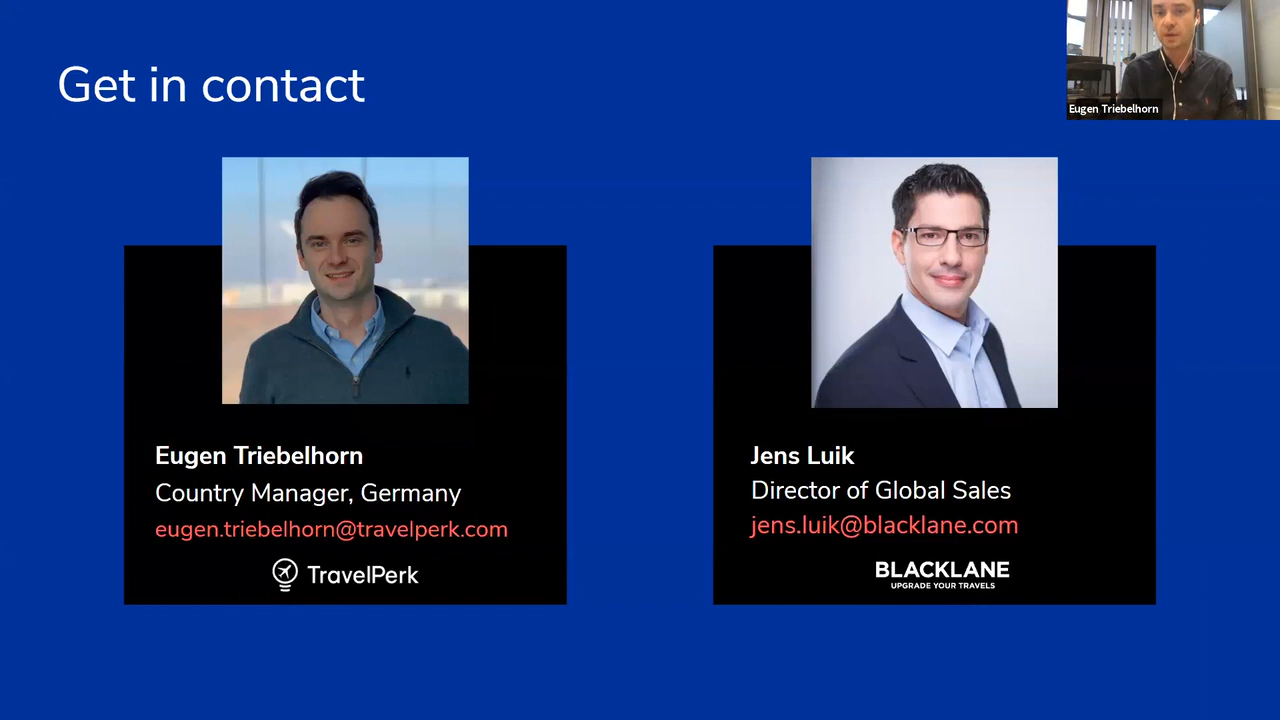 Get in contact
Eugen Triebelhorn
Eugen Triebelhorn
Country Manager, Germany
eugen.triebelhorn@travelperk.com
TravelPerk
Jens Luik
Director of Global Sales
jens.luik@blacklane.com
BLACKLANE
UPGRADE YOUR TRAVELS